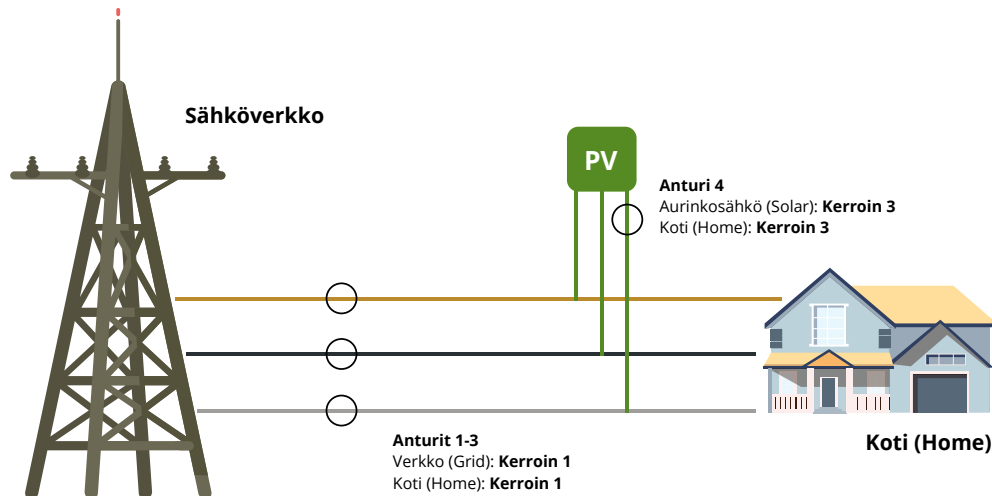 Sähköverkko
PV
Anturi 4
Aurinkosähkö (Solar): Kerroin 3
Koti (Home): Kerroin 3
Anturit 1-3
Verkko (Grid): Kerroin 1
Koti (Home): Kerroin 1
Koti (Home)